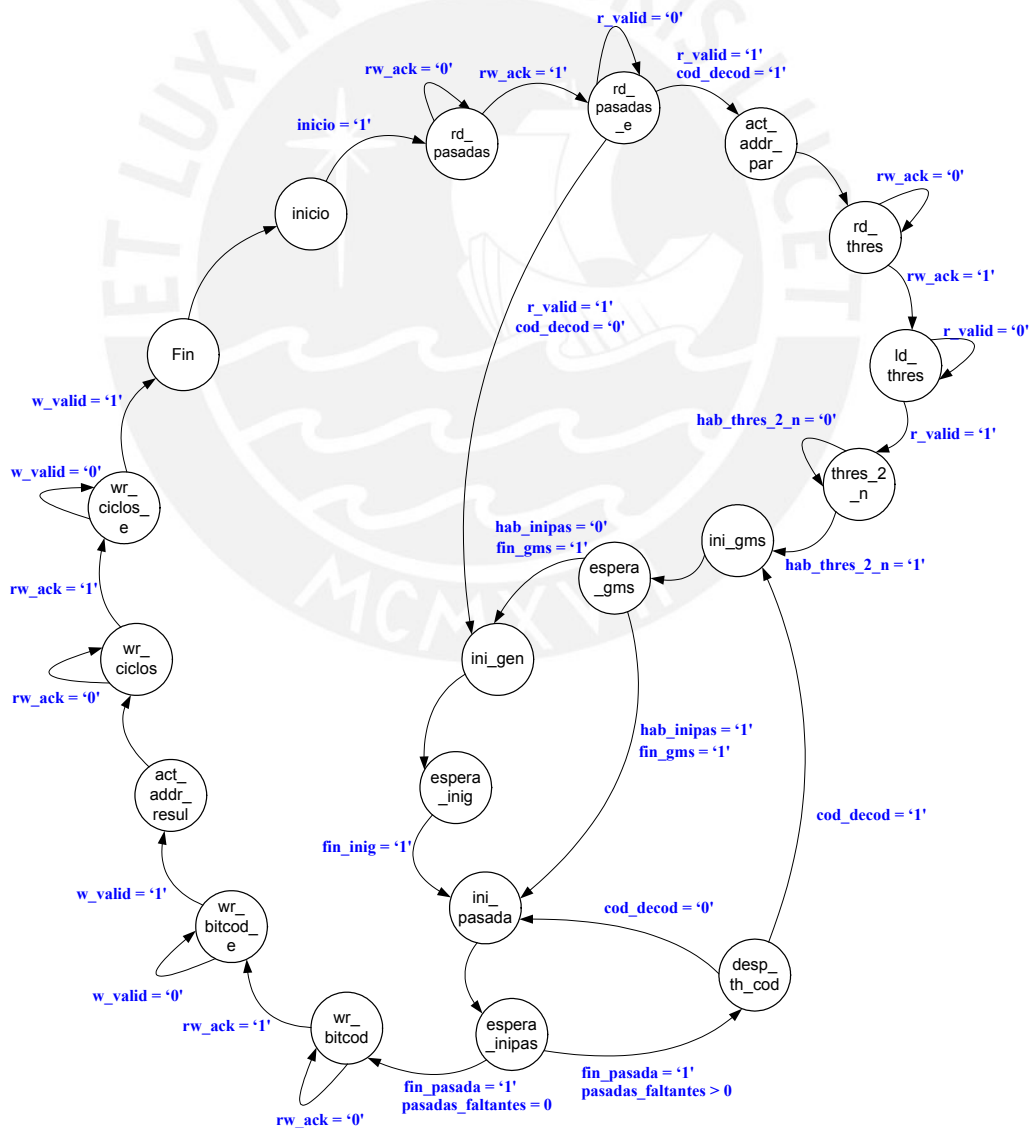 r_valid = ‘0'
rw_ack = ‘0'
rw_ack = ‘1'
r_valid = ‘1'
cod_decod = ‘1'
rd_
pasadas
_e
rd_
pasadas
act_
addr_
par
inicio = ‘1'
rw_ack = ‘0'
inicio
rd_
thres
rw_ack = ‘1'
r_valid = ‘1'
cod_decod = ‘0'
r_valid = ‘0'
Fin
ld_
thres
w_valid = ‘1'
hab_thres_2_n = ‘0'
r_valid = ‘1'
w_valid = ‘0'
thres_2
_n
wr_
ciclos_
e
hab_inipas = ‘0'
fin_gms = ‘1'
ini_gms
espera
_gms
hab_thres_2_n = ‘1'
rw_ack = ‘1'
wr_
ciclos
ini_gen
rw_ack = ‘0'
hab_inipas = ‘1'
fin_gms = ‘1'
act_
addr_
resul
espera
_inig
cod_decod = ‘1'
fin_inig = ‘1'
w_valid = ‘1'
ini_
pasada
cod_decod = ‘0'
wr_
bitcod_
e
desp_
th_cod
w_valid = ‘0'
wr_
bitcod
espera
_inipas
rw_ack = ‘1'
fin_pasada = ‘1'
pasadas_faltantes = 0
fin_pasada = ‘1'
pasadas_faltantes > 0
rw_ack = ‘0'
ET LUX IN
LUCET
MCMXVII